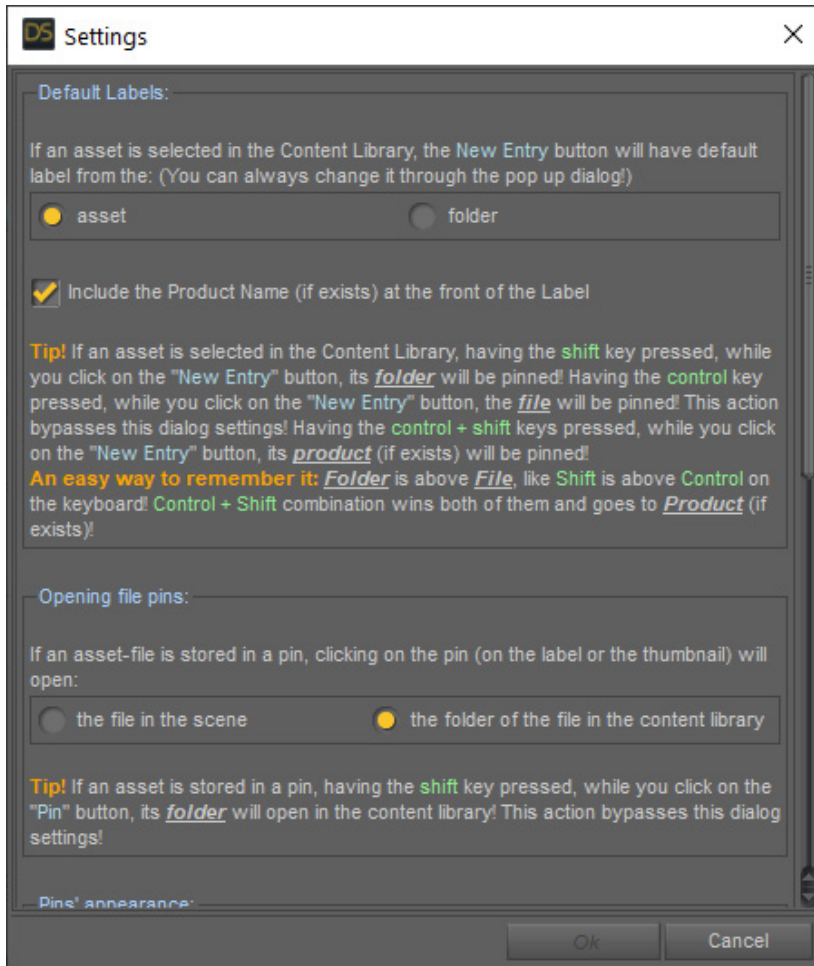 DS Settings
Default Labels:
If an asset is selected in the Content Library, the New Entry button will have default
label from the: (You can always change it through the pop up dialog!)
asset folder
Include the Product Name (if exists) at the front of the Label
Tip! If an asset is selected in the Content Library, having the shift key pressed, while
you click on the "New Entry" button, its folder will be pinned! Having the control key
pressed, while you click on the "New Entry" button, the file will be pinned! This action
bypasses this dialog settings! Having the control + shift keys pressed, while you click
on the "New Entry" button, its product (if exists) will be pinned!
An easy way to remember it: Folder is above File, like Shift is above Control on
the keyboard! Control + Shift combination wins both of them and goes to Product (if
exists)!
Opening file pins:
If an asset-file is stored in a pin, clicking on the pin (on the label or the thumbnail) will
open:
the file in the scene the folder of the file in the content library
Tip! If an asset is stored in a pin, having the shift key pressed, while you click on the
"Pin" button, its folder will open in the content library! This action bypasses this dialog
settings!
Pins' appearance:
Ok Cancel